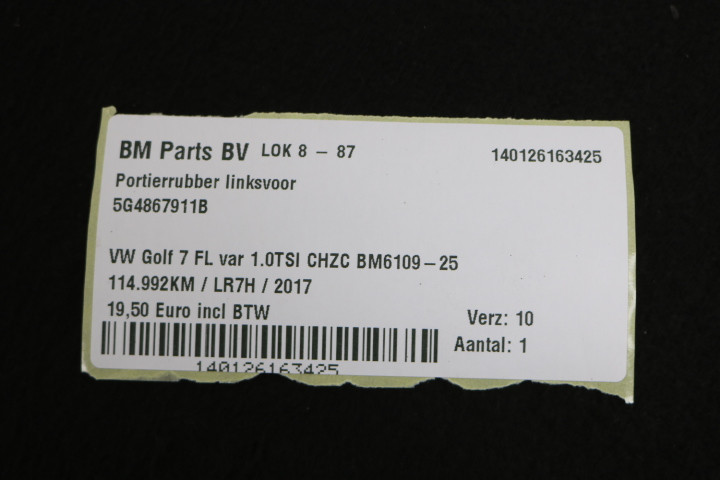 BM Parts BV LOK 8 - 87 140126163425
Portierrubber linksvoor
5G4867911B
VW Golf 7 FL var 1.0TSI CHZC BM6109-25
114.992KM / LR7H / 2017
19,50 Euro incl BTW
Verz: 10
Aantal: 1
140126163425